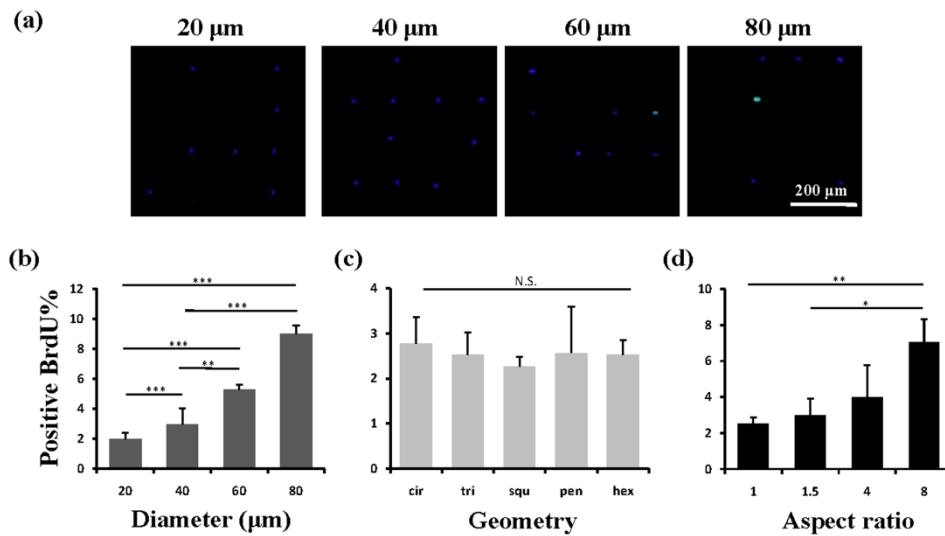 (a)
20 μm 40 μm 60 μm 80 μm
200 μm
(b) (c) (d)
Positive BrdU%
12
10
8
6
4
2
0
***
***
***
**
***
20 40 60 80
Diameter (μm)
4
3
2
1
0
N.S.
cir tri squ pen hex
Geometry
10
8
6
4
2
0
**
*
1 1.5 4 8
Aspect ratio